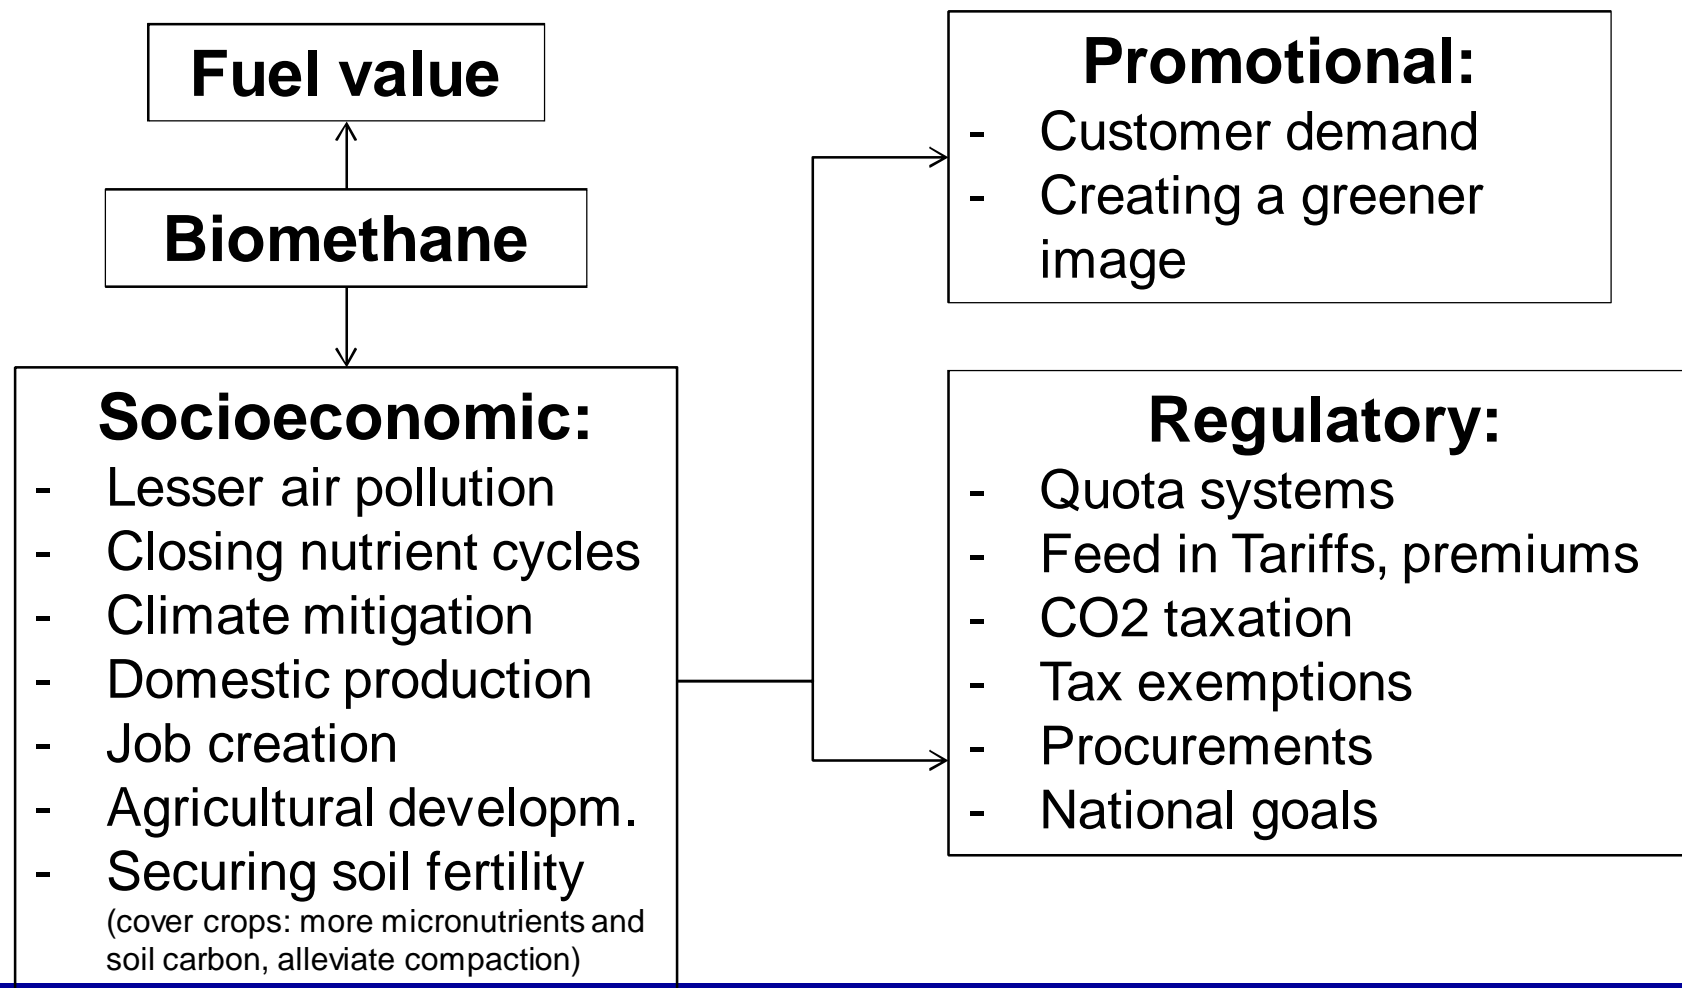 Fuel value
Biomethane
Socioeconomic:
- Lesser air pollution
- Closing nutrient cycles
- Climate mitigation
- Domestic production
- Job creation
- Agricultural developm.
- Securing soil fertility
(cover crops: more micronutrients and
soil carbon, alleviate compaction)
Promotional:
- Customer demand
- Creating a greener
image
Regulatory:
- Quota systems
- Feed in Tariffs, premiums
- CO2 taxation
- Tax exemptions
- Procurements
- National goals